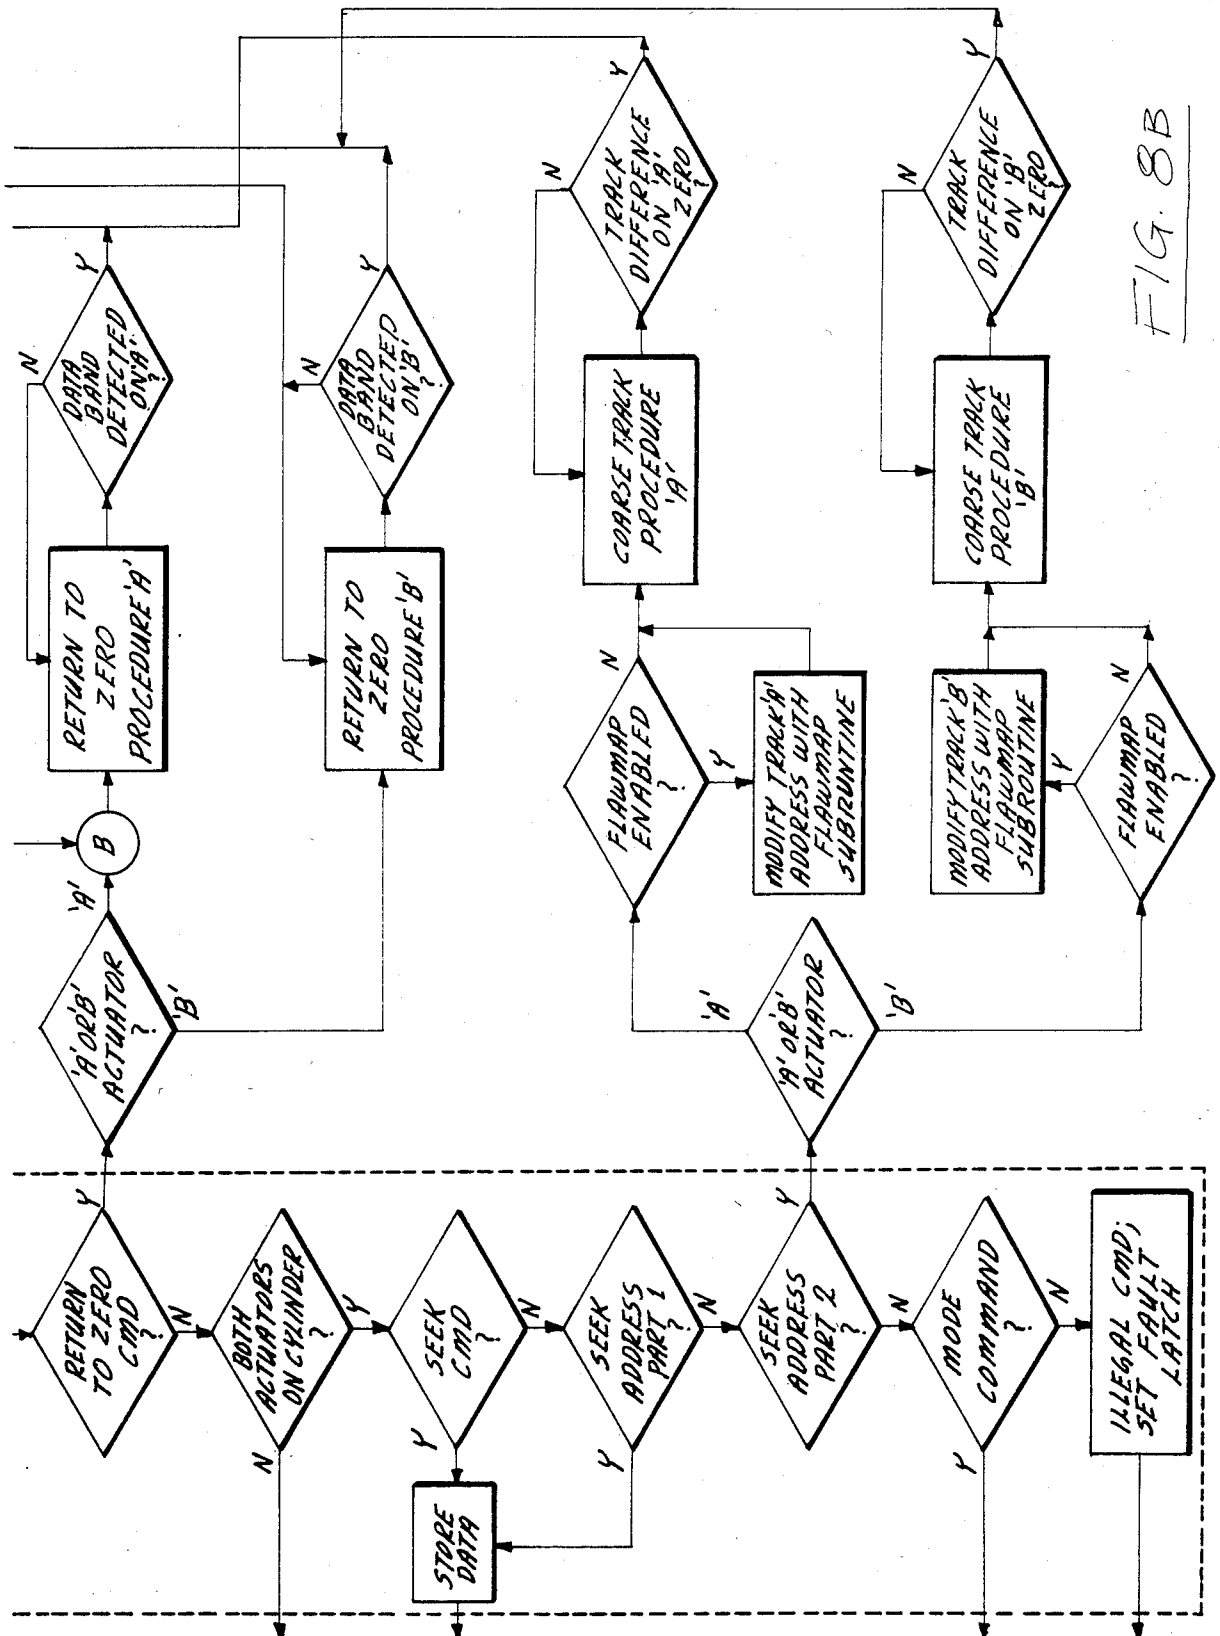 RETURN
TO ZERO
CMD
?
Y
N
BOTH
ACTUATORS
ON CYLINDER
?
N
Y
SEEK
CMD
?
Y
N
STORE
DATA
SEEK
ADDRESS
PART 1
?
Y
N
SEEK
ADDRESS
PART 2
?
Y
N
MODE
COMMAND
?
Y
N
ILLEGAL CMD;
SET FAULT
LATCH
'A' OR 'B'
ACTUATOR
?
'A'
'B'
B
RETURN TO
ZERO
PROCEDURE 'A'
DATA
BAND
DETECTED
ON 'A'
?
N
Y
RETURN TO
ZERO
PROCEDURE 'B'
DATA
BAND
DETECTED
ON 'B'
?
N
Y
'A' OR 'B'
ACTUATOR
?
'A'
'B'
FLAWMAP
ENABLED
?
N
Y
MODIFY TRACK 'A'
ADDRESS WITH
FLAWMAP
SUBRUNTINE
COARSE TRACK
PROCEDURE
'A'
TRACK
DIFFERENCE
ON 'A'
ZERO
?
N
Y
MODIFY TRACK 'B'
ADDRESS WITH
FLAWMAP
SUBROUTINE
FLAWMAP
ENABLED
?
Y
N
COARSE TRACK
PROCEDURE
'B'
TRACK
DIFFERENCE
ON 'B'
ZERO
?
N
Y
FIG. 8B